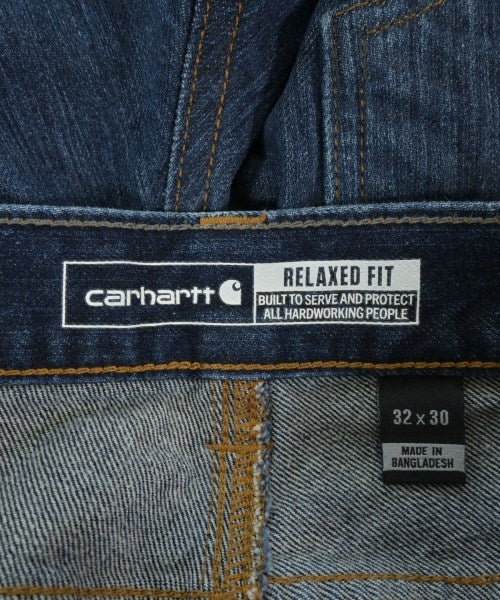 carhartt
RELAXED FIT
BUILT TO SERVE AND PROTECT
ALL HARDWORKING PEOPLE
32 x 30
MADE IN
BANGLADESH